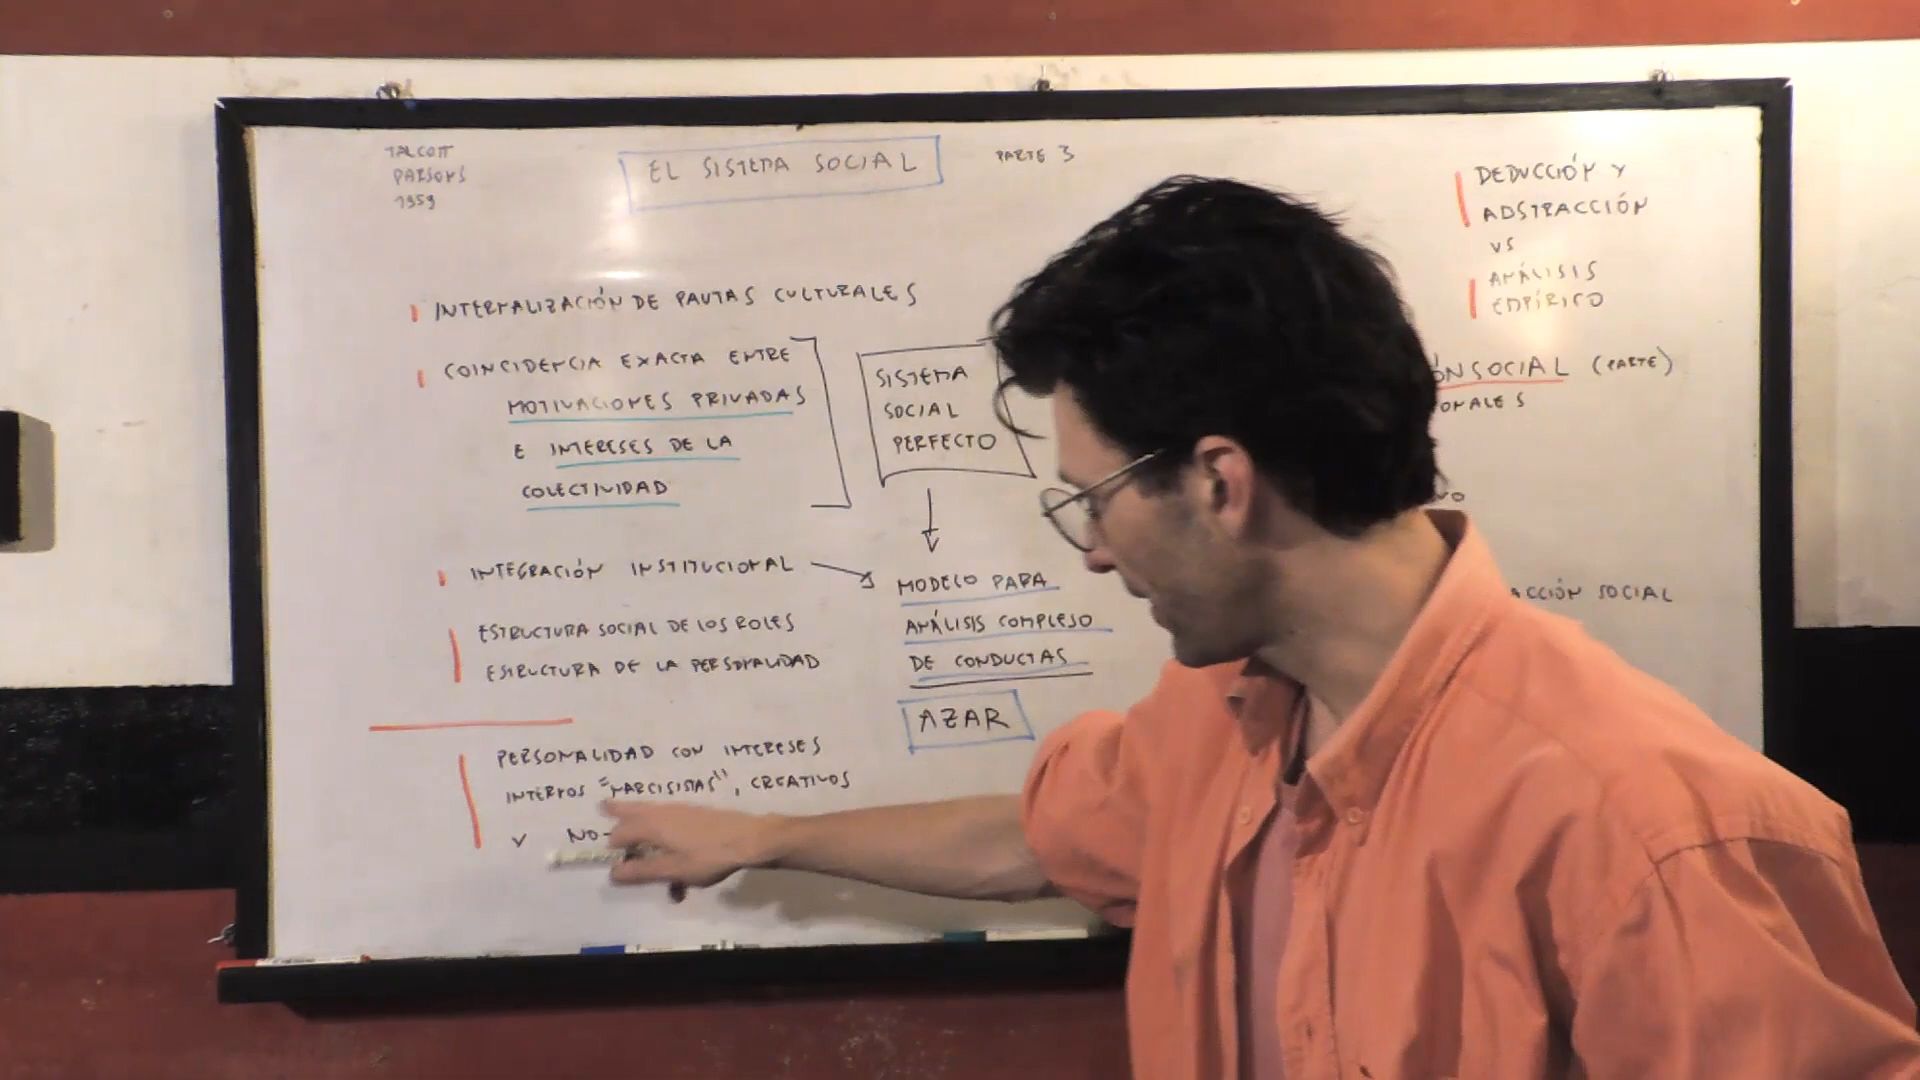 TALCOTT
PARSONS
1959
EL SISTEMA SOCIAL
PARTE 3
INTERNALIZACIÓN DE PAUTAS CULTURALES
COINCIDENCIA EXACTA ENTRE
MOTIVACIONES PRIVADAS
E INTERESES DE LA
COLECTIVIDAD
INTEGRACIÓN INSTITUCIONAL
ESTRUCTURA SOCIAL DE LOS ROLES
ESTRUCTURA DE LA PERSONALIDAD
PERSONALIDAD CON INTERESES
INTERNOS "NARCISISTAS", CREATIVOS
Y NO-
SISTEMA
SOCIAL
PERFECTO
MODELO PARA
ANÁLISIS COMPLEJO
DE CONDUCTAS
AZAR
DEDUCCIÓN Y
ABSTRACCIÓN
VS
ANÁLISIS
EMPÍRICO
ÓN SOCIAL (PARTE)
ONALES
VO
ACCIÓN SOCIAL